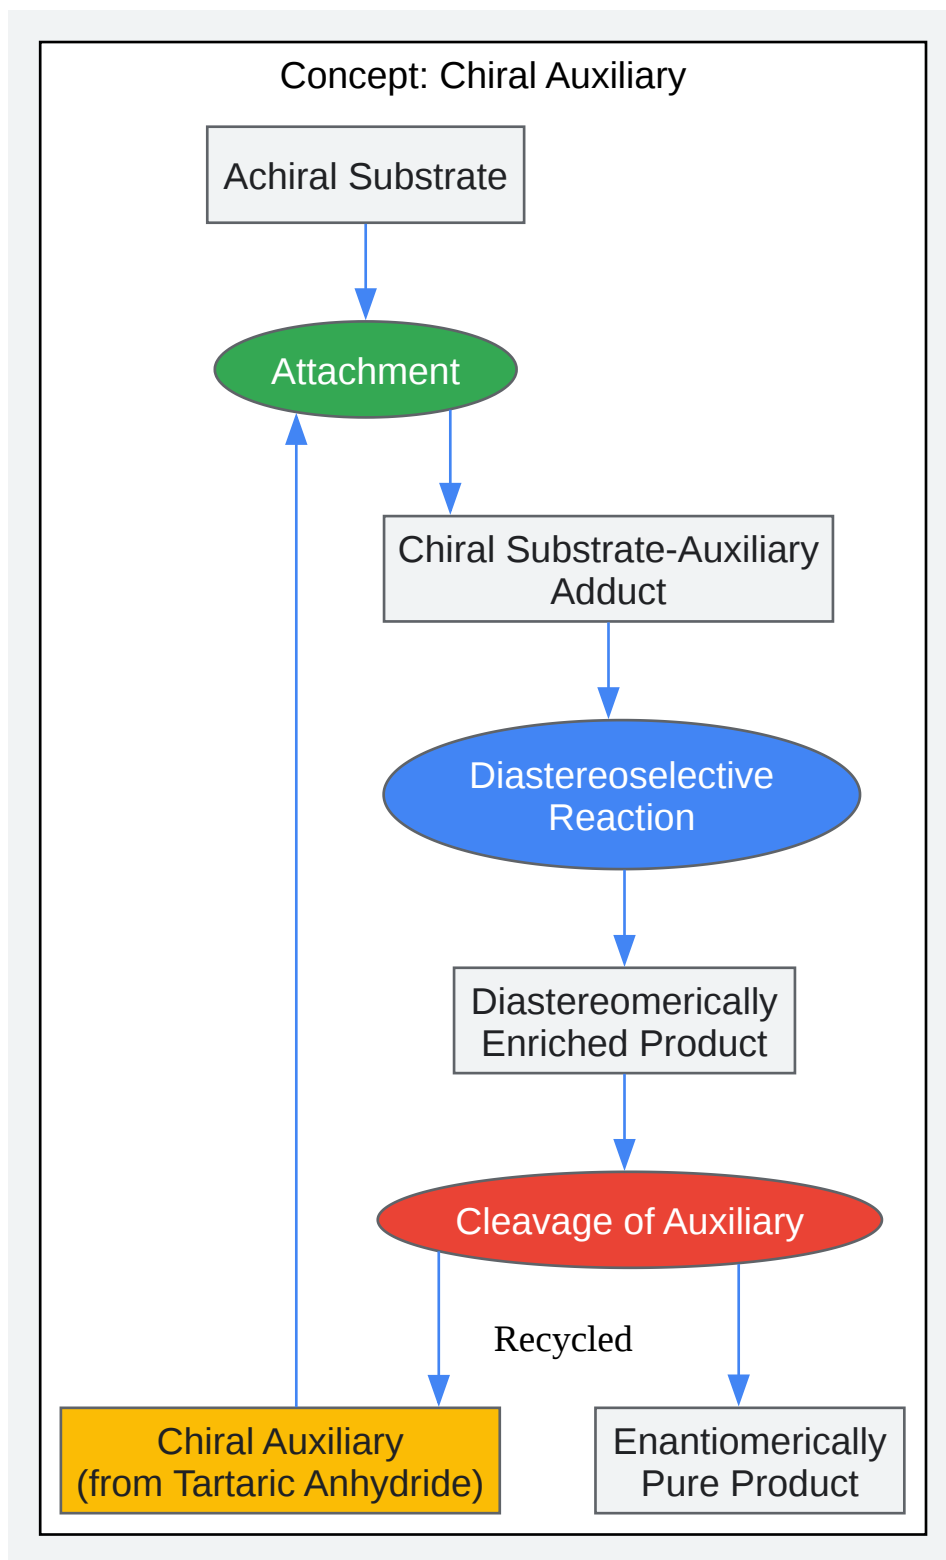 Concept: Chiral Auxiliary
Achiral Substrate
Attachment
Chiral Substrate-Auxiliary
Adduct
Diastereoselective
Reaction
Diastereomerically
Enriched Product
Cleavage of Auxiliary
Recycled
Chiral Auxiliary
(from Tartaric Anhydride)
Enantiomerically
Pure Product